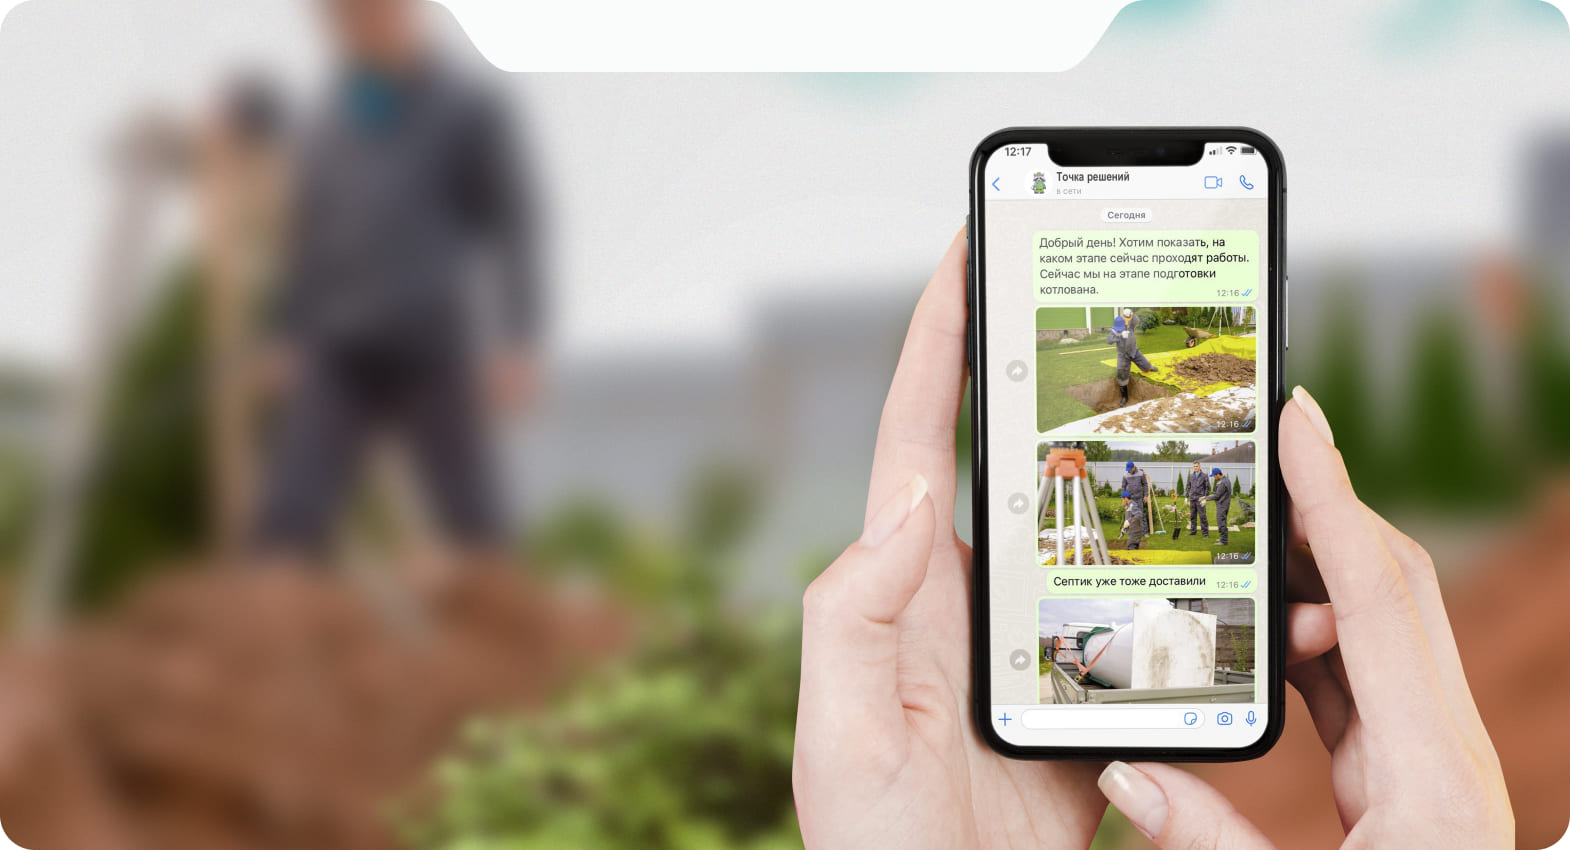 12:17
Точка решений
в сети
Сегодня
Добрый день! Хотим показать, на
каком этапе сейчас проходят работы.
Сейчас мы на этапе подготовки
котлована.
12:16
12:16
12:16
Септик уже тоже доставили
12:16